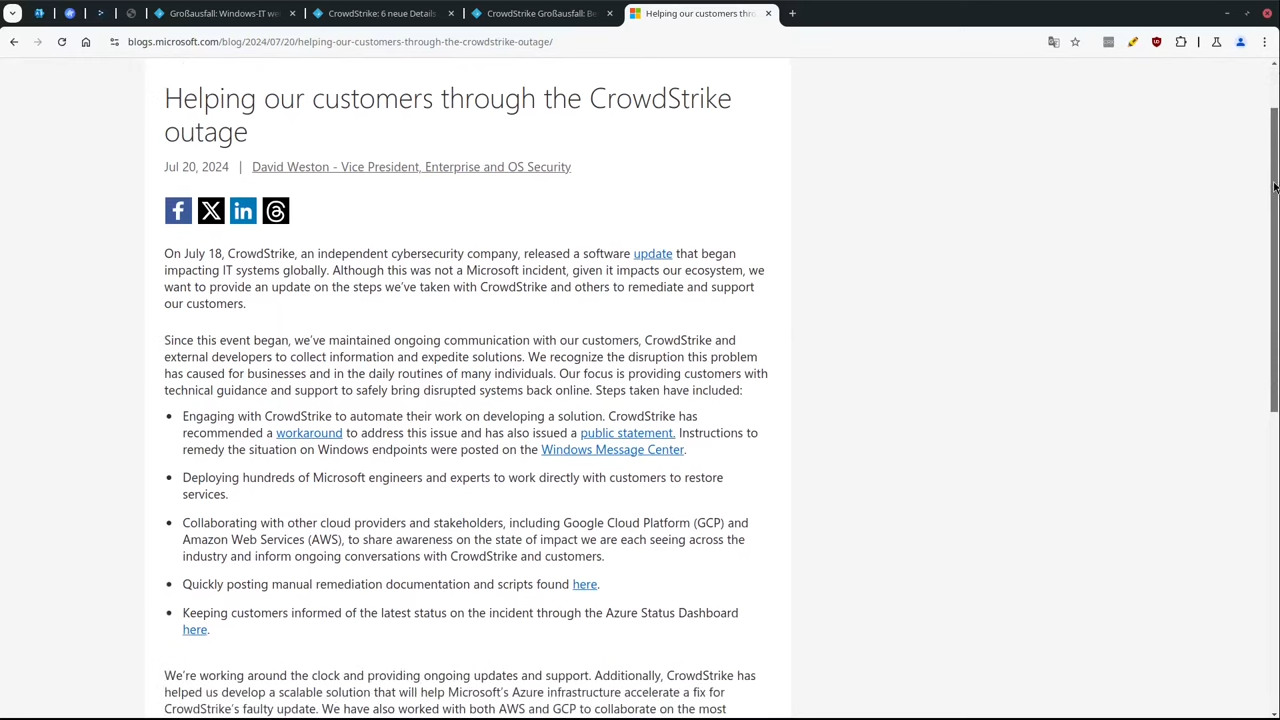 Großausfall: Windows-IT we
CrowdStrike: 6 neue Details
CrowdStrike Großausfall: Be
Helping our customers thro
blogs.microsoft.com/blog/2024/07/20/helping-our-customers-through-the-crowdstrike-outage/
Helping our customers through the CrowdStrike
outage
Jul 20, 2024 | David Weston - Vice President, Enterprise and OS Security
On July 18, CrowdStrike, an independent cybersecurity company, released a software update that began
impacting IT systems globally. Although this was not a Microsoft incident, given it impacts our ecosystem, we
want to provide an update on the steps we’ve taken with CrowdStrike and others to remediate and support
our customers.
Since this event began, we’ve maintained ongoing communication with our customers, CrowdStrike and
external developers to collect information and expedite solutions. We recognize the disruption this problem
has caused for businesses and in the daily routines of many individuals. Our focus is providing customers with
technical guidance and support to safely bring disrupted systems back online. Steps taken have included:
• Engaging with CrowdStrike to automate their work on developing a solution. CrowdStrike has
recommended a workaround to address this issue and has also issued a public statement. Instructions to
remedy the situation on Windows endpoints were posted on the Windows Message Center.
• Deploying hundreds of Microsoft engineers and experts to work directly with customers to restore
services.
• Collaborating with other cloud providers and stakeholders, including Google Cloud Platform (GCP) and
Amazon Web Services (AWS), to share awareness on the state of impact we are each seeing across the
industry and inform ongoing conversations with CrowdStrike and customers.
• Quickly posting manual remediation documentation and scripts found here.
• Keeping customers informed of the latest status on the incident through the Azure Status Dashboard
here.
We’re working around the clock and providing ongoing updates and support. Additionally, CrowdStrike has
helped us develop a scalable solution that will help Microsoft’s Azure infrastructure accelerate a fix for
CrowdStrike’s faulty update. We have also worked with both AWS and GCP to collaborate on the most